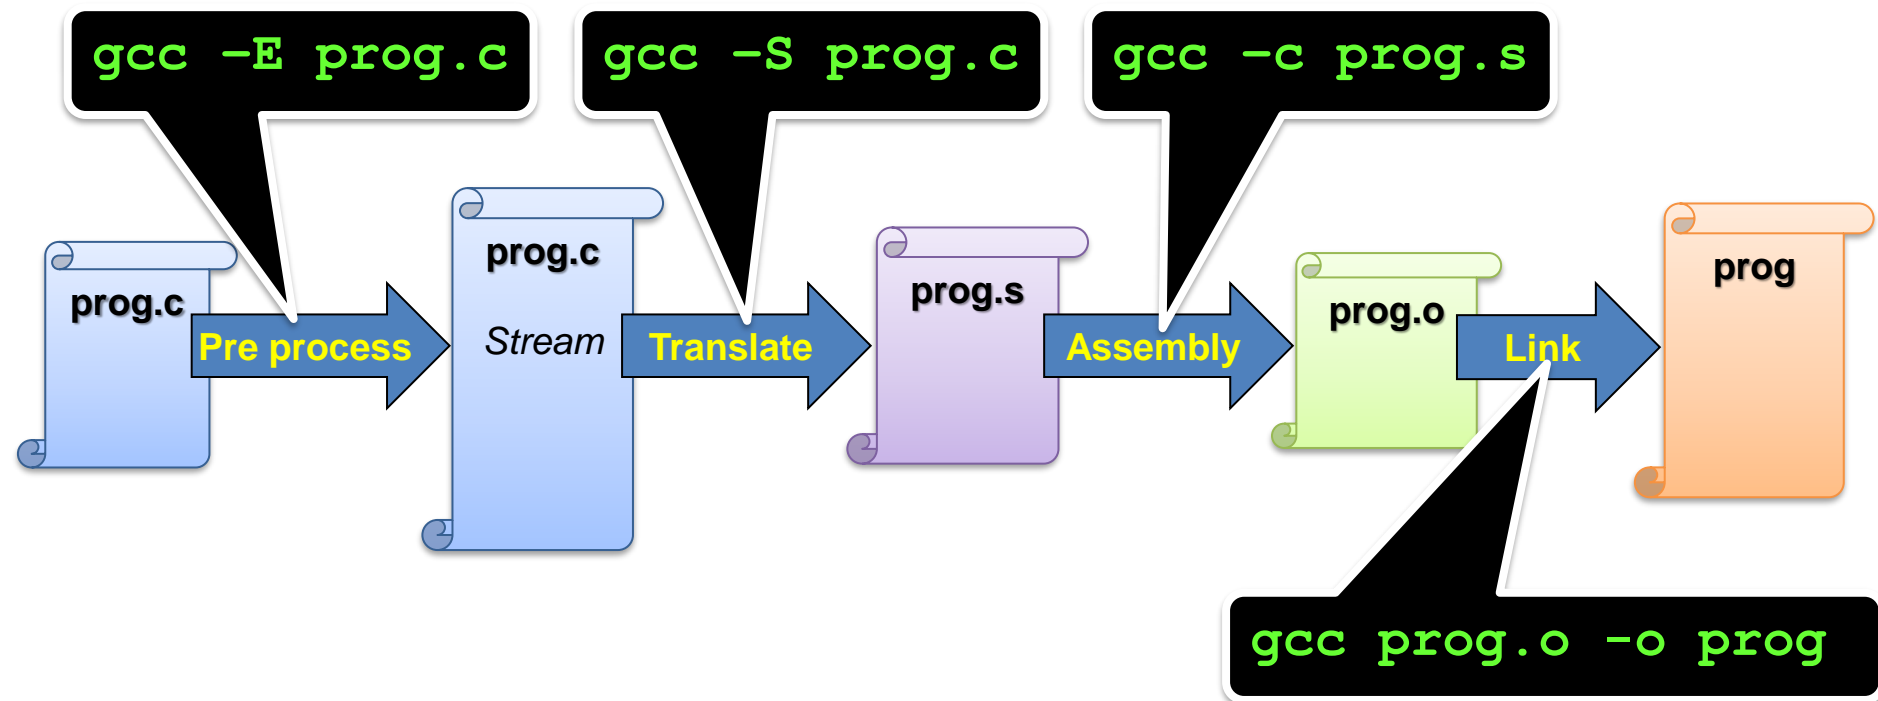 gcc –E prog.c
gcc –S prog.c
gcc –c prog.s
prog.c
Pre process
prog.c
Stream
Translate
prog.s
Assembly
prog.o
Link
prog
gcc prog.o -o prog